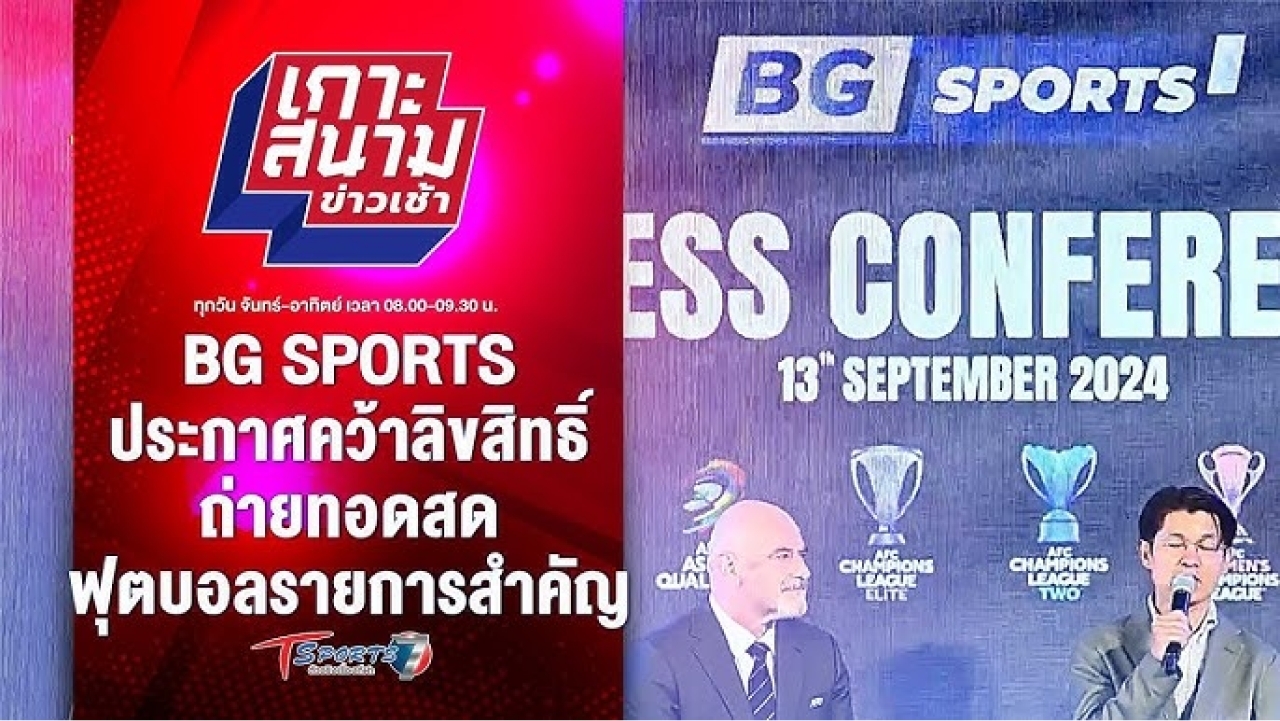 เกาะ
สนาม
ข่าวเช้า
ทุกวัน จันทร์-อาทิตย์ เวลา 08.00-09.30 น.
BG SPORTS
ประกาศคว้าลิขสิทธิ์
ถ่ายทอดสด
ฟุตบอลรายการสำคัญ
TSPORTS 7
BG SPORTS
ESS CONFERE
13th SEPTEMBER 2024
AFC
CHAMPIONS
LEAGUE
ELITE
AFC
CHAMPIONS
LEAGUE
TWO